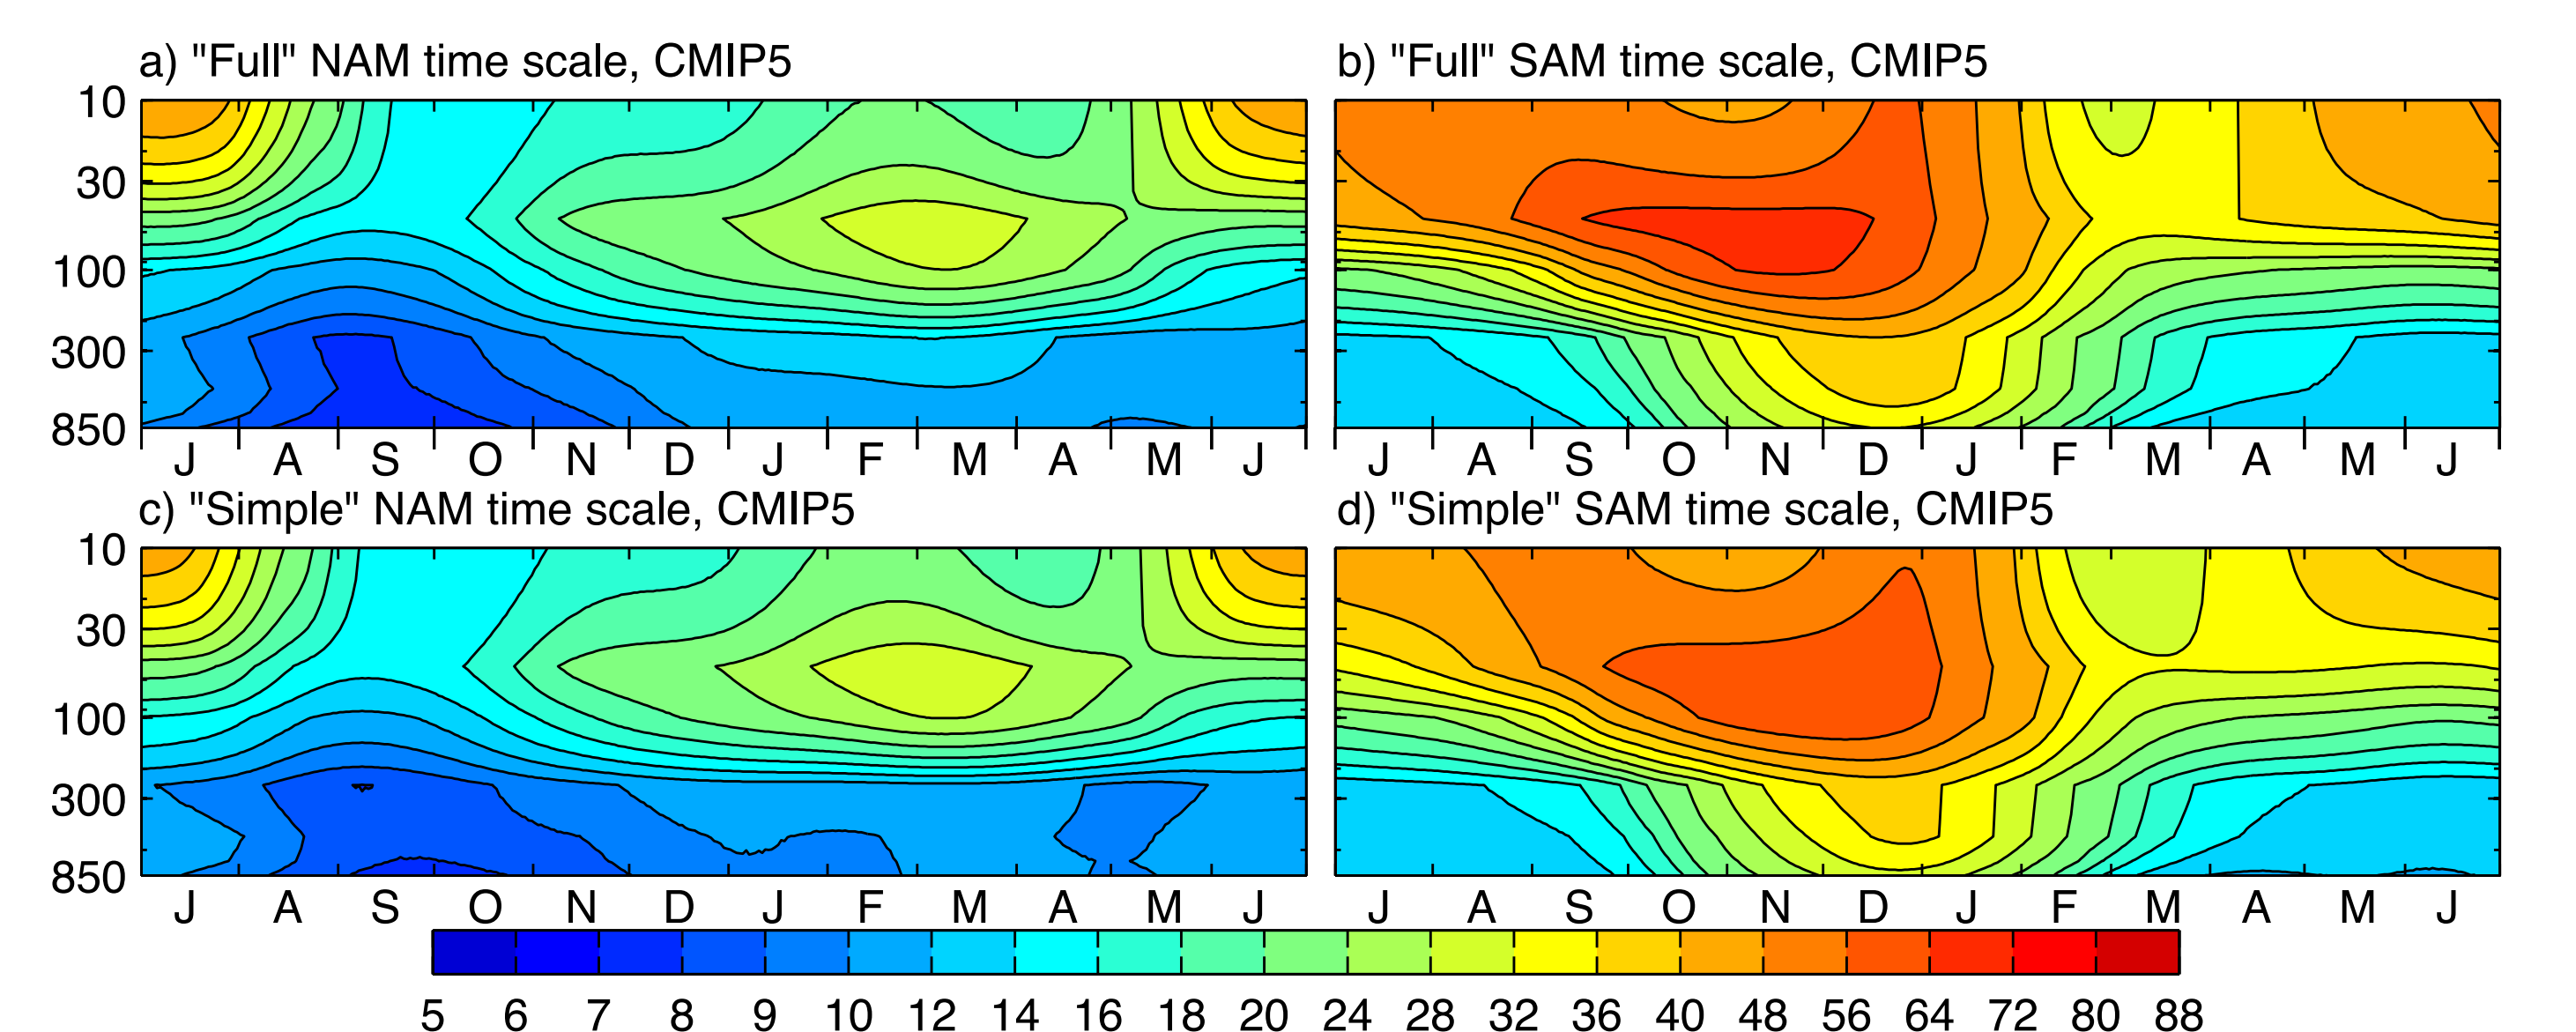 a) "Full" NAM time scale, CMIP5
b) "Full" SAM time scale, CMIP5
10
30
100
300
850
J A S O N D J F M A M J
J A S O N D J F M A M J
c) "Simple" NAM time scale, CMIP5
d) "Simple" SAM time scale, CMIP5
10
30
100
300
850
J A S O N D J F M A M J
J A S O N D J F M A M J
5 6 7 8 9 10 12 14 16 18 20 24 28 32 36 40 48 56 64 72 80 88